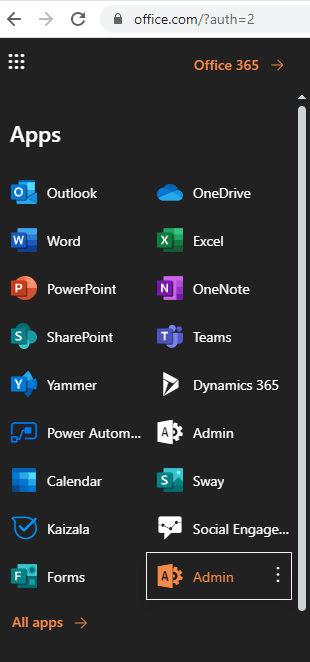 office.com/?auth=2
Office 365 →
Apps
Outlook OneDrive
Word Excel
PowerPoint OneNote
SharePoint Teams
Yammer Dynamics 365
Power Autom... Admin
Calendar Sway
Kaizala Social Engage...
Forms Admin
All apps →